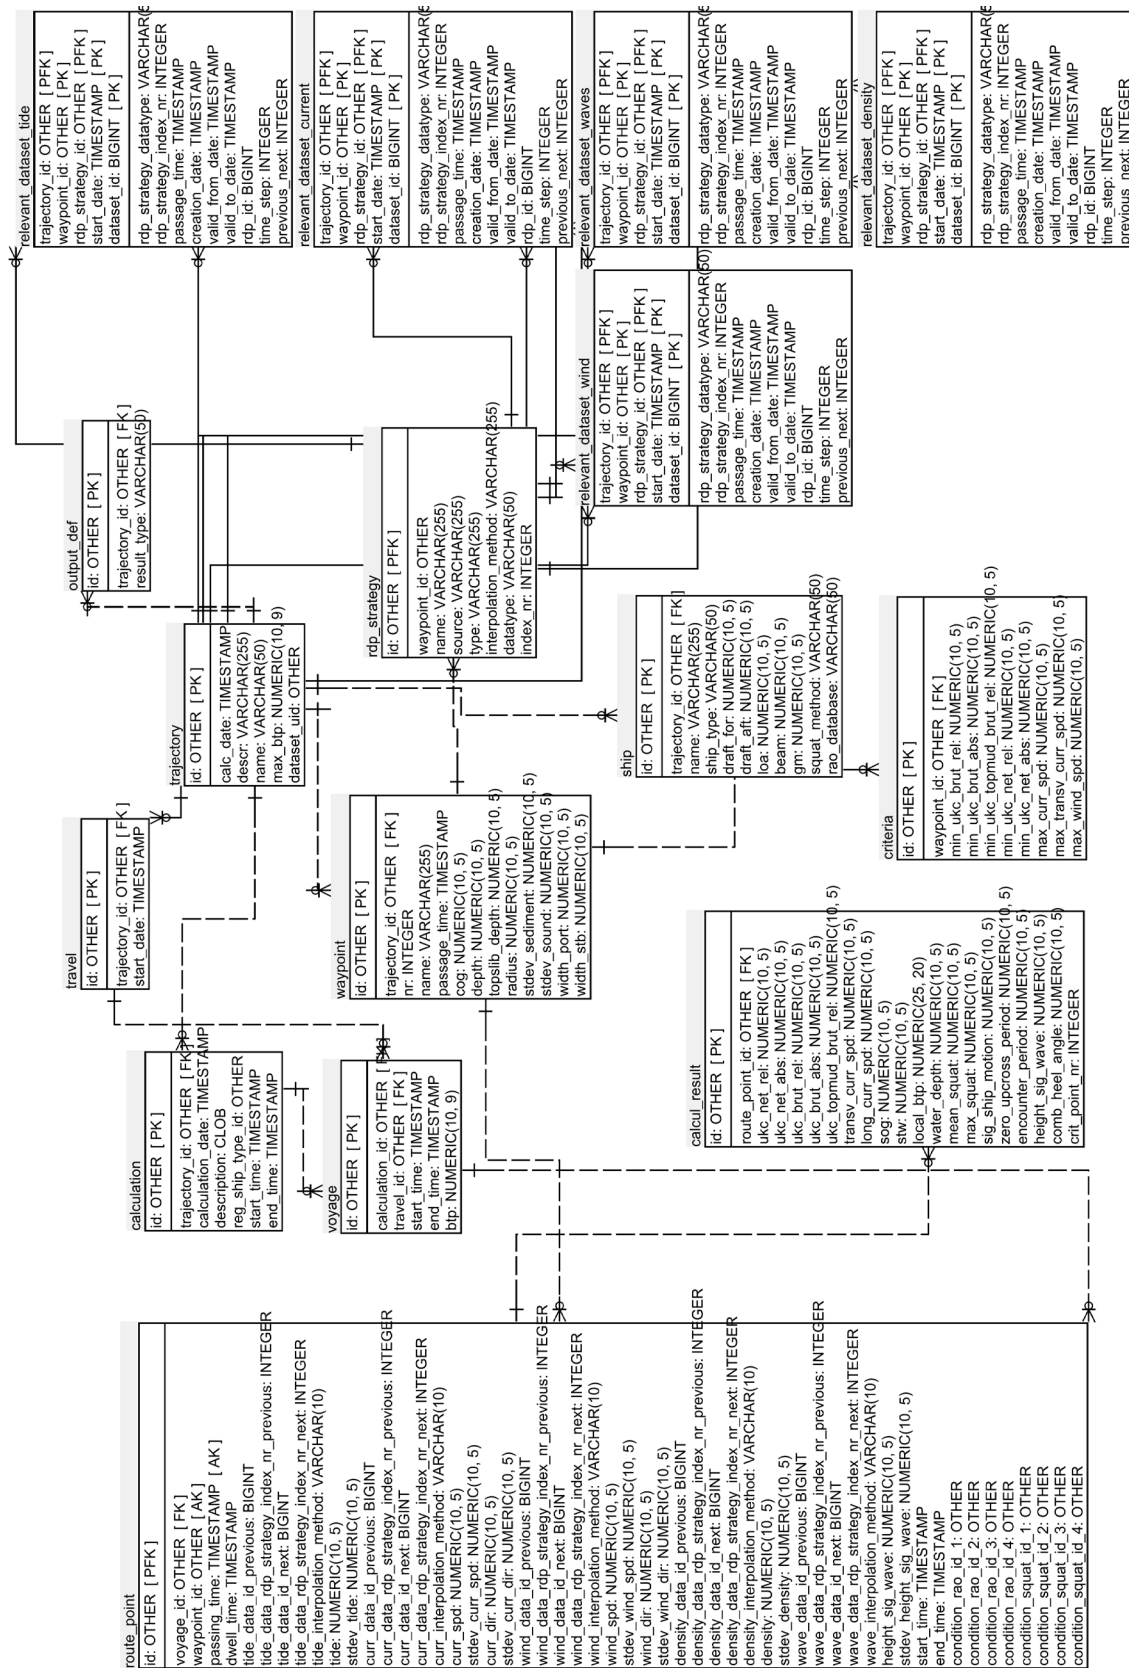 route_point
id: OTHER [ PFK ]
voyage_id: OTHER [ FK ]
waypoint_id: OTHER [ AK ]
passing_time: TIMESTAMP [ AK ]
dwell_time: TIMESTAMP
tide_data_id_previous: BIGINT
tide_data_rdp_strategy_index_nr_previous: INTEGER
tide_data_id_next: BIGINT
tide_data_rdp_strategy_index_nr_next: INTEGER
tide_interpolation_method: VARCHAR(10)
tide: NUMERIC(10, 5)
stdev_tide: NUMERIC(10, 5)
curr_data_id_previous: BIGINT
curr_data_rdp_strategy_index_nr_previous: INTEGER
curr_data_id_next: BIGINT
curr_data_rdp_strategy_index_nr_next: INTEGER
curr_interpolation_method: VARCHAR(10)
curr_spd: NUMERIC(10, 5)
stdev_curr_spd: NUMERIC(10, 5)
curr_dir: NUMERIC(10, 5)
stdev_curr_dir: NUMERIC(10, 5)
wind_data_id_previous: BIGINT
wind_data_rdp_strategy_index_nr_previous: INTEGER
wind_data_id_next: BIGINT
wind_data_rdp_strategy_index_nr_next: INTEGER
wind_interpolation_method: VARCHAR(10)
wind_spd: NUMERIC(10, 5)
stdev_wind_spd: NUMERIC(10, 5)
wind_dir: NUMERIC(10, 5)
stdev_wind_dir: NUMERIC(10, 5)
density_data_id_previous: BIGINT
density_data_rdp_strategy_index_nr_previous: INTEGER
density_data_id_next: BIGINT
density_data_rdp_strategy_index_nr_next: INTEGER
density_interpolation_method: VARCHAR(10)
density: NUMERIC(10, 5)
stdev_density: NUMERIC(10, 5)
wave_data_id_previous: BIGINT
wave_data_rdp_strategy_index_nr_previous: INTEGER
wave_data_id_next: BIGINT
wave_data_rdp_strategy_index_nr_next: INTEGER
wave_interpolation_method: VARCHAR(10)
height_sig_wave: NUMERIC(10, 5)
stdev_height_sig_wave: NUMERIC(10, 5)
start_time: TIMESTAMP
end_time: TIMESTAMP
condition_rao_id_1: OTHER
condition_rao_id_2: OTHER
condition_rao_id_3: OTHER
condition_rao_id_4: OTHER
condition_squat_id_1: OTHER
condition_squat_id_2: OTHER
condition_squat_id_3: OTHER
condition_squat_id_4: OTHER
calculation
id: OTHER [ PK ]
trajectory_id: OTHER [ FK ]
calculation_date: TIMESTAMP
description: CLOB
reg_ship_type_id: OTHER
start_time: TIMESTAMP
end_time: TIMESTAMP
voyage
id: OTHER [ PK ]
calculation_id: OTHER [ FK ]
travel_id: OTHER [ FK ]
start_time: TIMESTAMP
end_time: TIMESTAMP
btp: NUMERIC(10, 9)
calcul_result
id: OTHER [ PK ]
route_point_id: OTHER [ FK ]
ukc_net_rel: NUMERIC(10, 5)
ukc_net_abs: NUMERIC(10, 5)
ukc_brut_rel: NUMERIC(10, 5)
ukc_brut_abs: NUMERIC(10, 5)
ukc_topmud_brut_rel: NUMERIC(10, 5)
transv_curr_spd: NUMERIC(10, 5)
long_curr_spd: NUMERIC(10, 5)
sog: NUMERIC(10, 5)
stw: NUMERIC(10, 5)
local_btp: NUMERIC(25, 20)
water_depth: NUMERIC(10, 5)
mean_squat: NUMERIC(10, 5)
max_squat: NUMERIC(10, 5)
sig_ship_motion: NUMERIC(10, 5)
zero_upcross_period: NUMERIC(10, 5)
encounter_period: NUMERIC(10, 5)
height_sig_wave: NUMERIC(10, 5)
comb_heel_angle: NUMERIC(10, 5)
crit_point_nr: INTEGER
travel
id: OTHER [ PK ]
trajectory_id: OTHER [ FK ]
start_date: TIMESTAMP
waypoint
id: OTHER [ PK ]
trajectory_id: OTHER [ FK ]
nr: INTEGER
name: VARCHAR(255)
passage_time: TIMESTAMP
cog: NUMERIC(10, 5)
depth: NUMERIC(10, 5)
topslib_depth: NUMERIC(10, 5)
radius: NUMERIC(10, 5)
stdev_sediment: NUMERIC(10, 5)
stdev_sound: NUMERIC(10, 5)
width_port: NUMERIC(10, 5)
width_stb: NUMERIC(10, 5)
trajectory
id: OTHER [ PK ]
calc_date: TIMESTAMP
descr: VARCHAR(255)
name: VARCHAR(50)
max_btp: NUMERIC(10, 9)
dataset_uid: OTHER
ship
id: OTHER [ PK ]
trajectory_id: OTHER [ FK ]
name: VARCHAR(255)
ship_type: VARCHAR(50)
draft_for: NUMERIC(10, 5)
draft_aft: NUMERIC(10, 5)
loa: NUMERIC(10, 5)
beam: NUMERIC(10, 5)
gm: NUMERIC(10, 5)
squat_method: VARCHAR(50)
rao_database: VARCHAR(50)
criteria
id: OTHER [ PK ]
waypoint_id: OTHER [ FK ]
min_ukc_brut_rel: NUMERIC(10, 5)
min_ukc_brut_abs: NUMERIC(10, 5)
min_ukc_topmud_brut_rel: NUMERIC(10, 5)
min_ukc_net_rel: NUMERIC(10, 5)
min_ukc_net_abs: NUMERIC(10, 5)
max_curr_spd: NUMERIC(10, 5)
max_transv_curr_spd: NUMERIC(10, 5)
max_wind_spd: NUMERIC(10, 5)
output_def
id: OTHER [ PK ]
trajectory_id: OTHER [ FK ]
result_type: VARCHAR(50)
rdp_strategy
id: OTHER [ PFK ]
waypoint_id: OTHER
name: VARCHAR(255)
source: VARCHAR(255)
type: VARCHAR(255)
interpolation_method: VARCHAR(255)
datatype: VARCHAR(50)
index_nr: INTEGER
relevant_dataset_wind
trajectory_id: OTHER [ PFK ]
waypoint_id: OTHER [ PK ]
rdp_strategy_id: OTHER [ PFK ]
start_date: TIMESTAMP [ PK ]
dataset_id: BIGINT [ PK ]
rdp_strategy_datatype: VARCHAR(50)
rdp_strategy_index_nr: INTEGER
passage_time: TIMESTAMP
creation_date: TIMESTAMP
valid_from_date: TIMESTAMP
valid_to_date: TIMESTAMP
rdp_id: BIGINT
time_step: INTEGER
previous_next: INTEGER
relevant_dataset_tide
trajectory_id: OTHER [ PFK ]
waypoint_id: OTHER [ PK ]
rdp_strategy_id: OTHER [ PFK ]
start_date: TIMESTAMP [ PK ]
dataset_id: BIGINT [ PK ]
rdp_strategy_datatype: VARCHAR(5
rdp_strategy_index_nr: INTEGER
passage_time: TIMESTAMP
creation_date: TIMESTAMP
valid_from_date: TIMESTAMP
valid_to_date: TIMESTAMP
rdp_id: BIGINT
time_step: INTEGER
previous_next: INTEGER
relevant_dataset_current
trajectory_id: OTHER [ PFK ]
waypoint_id: OTHER [ PK ]
rdp_strategy_id: OTHER [ PFK ]
start_date: TIMESTAMP [ PK ]
dataset_id: BIGINT [ PK ]
rdp_strategy_datatype: VARCHAR(5
rdp_strategy_index_nr: INTEGER
passage_time: TIMESTAMP
creation_date: TIMESTAMP
valid_from_date: TIMESTAMP
valid_to_date: TIMESTAMP
rdp_id: BIGINT
time_step: INTEGER
previous_next: INTEGER
relevant_dataset_waves
trajectory_id: OTHER [ PFK ]
waypoint_id: OTHER [ PK ]
rdp_strategy_id: OTHER [ PFK ]
start_date: TIMESTAMP [ PK ]
dataset_id: BIGINT [ PK ]
rdp_strategy_datatype: VARCHAR(5
rdp_strategy_index_nr: INTEGER
passage_time: TIMESTAMP
creation_date: TIMESTAMP
valid_from_date: TIMESTAMP
valid_to_date: TIMESTAMP
rdp_id: BIGINT
time_step: INTEGER
previous_next: INTEGER
relevant_dataset_density
trajectory_id: OTHER [ PFK ]
waypoint_id: OTHER [ PK ]
rdp_strategy_id: OTHER [ PFK ]
start_date: TIMESTAMP [ PK ]
dataset_id: BIGINT [ PK ]
rdp_strategy_datatype: VARCHAR(5
rdp_strategy_index_nr: INTEGER
passage_time: TIMESTAMP
creation_date: TIMESTAMP
valid_from_date: TIMESTAMP
valid_to_date: TIMESTAMP
rdp_id: BIGINT
time_step: INTEGER
previous_next: INTEGER